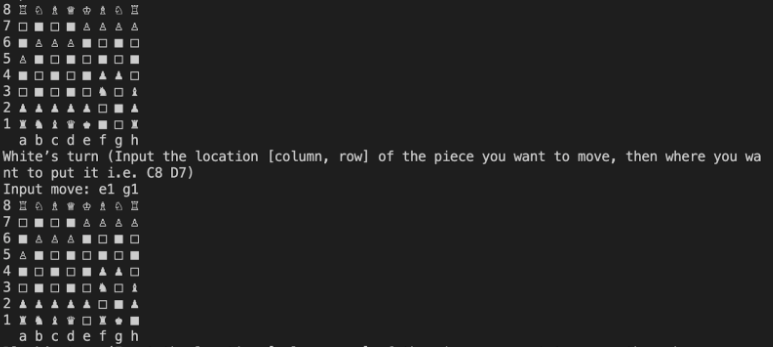 8 ♖ ♘ ♗ ♛ ♔ ♗ ♘ ♖
7 □ ■ □ ■ ♙ ♙ ♙ ♙
6 ■ ♙ ♙ ♙ ■ □ ■ □
5 ♙ ■ □ ■ □ ■ □ ■
4 ■ □ ■ □ ■ ♟ ♟ □
3 □ ■ □ ■ □ ♞ □ ♝
2 ♟ ♟ ♟ ♟ ♟ □ ■ ♟
1 ♜ ♞ ♝ ♛ ♚ ■ □ ♜
a b c d e f g h
White’s turn (Input the location [column, row] of the piece you want to move, then where you wa
nt to put it i.e. C8 D7)
Input move: e1 g1
8 ♖ ♘ ♗ ♛ ♔ ♗ ♘ ♖
7 □ ■ □ ■ ♙ ♙ ♙ ♙
6 ■ ♙ ♙ ♙ ■ □ ■ □
5 ♙ ■ □ ■ □ ■ □ ■
4 ■ □ ■ □ ■ ♟ ♟ □
3 □ ■ □ ■ □ ♞ □ ♝
2 ♟ ♟ ♟ ♟ ♟ □ ■ ♟
1 ♜ ♞ ♝ ♛ □ ♜ ♚ ■
a b c d e f g h